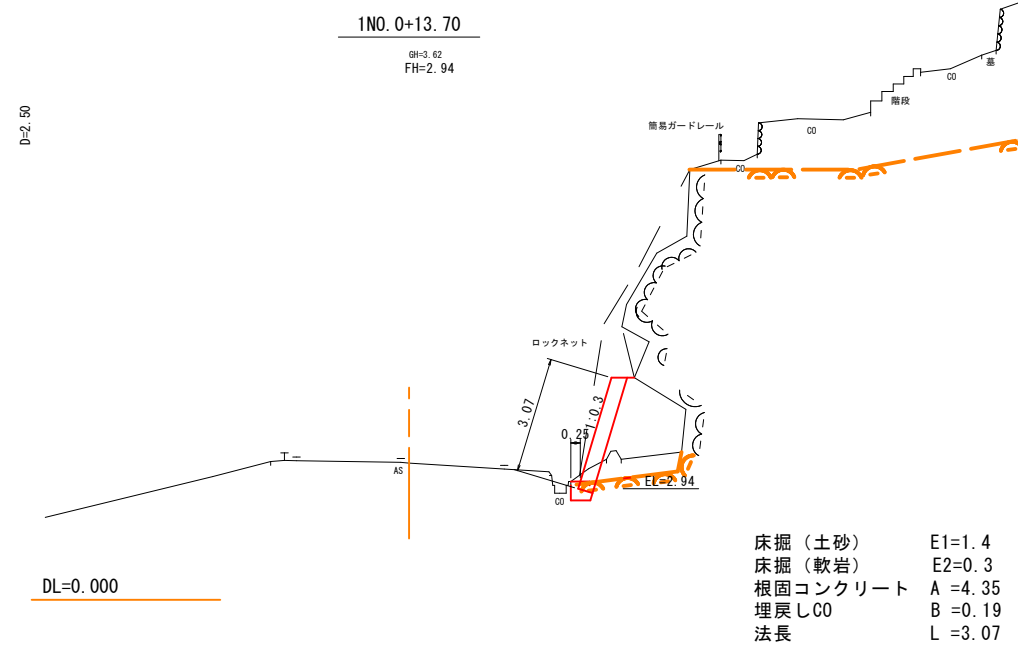 1NO.0+13.70
GH=3.62
FH=2.94
D=2.50
墓
CO
階段
簡易ガードレール
CO
CO
ロックネット
3.07
1:0.3
0.25
AS
EL=2.94
CO
DL=0.000
床掘（土砂） E1=1.4
床掘（軟岩） E2=0.3
根固コンクリート A =4.35
埋戻しCO B =0.19
法長 L =3.07